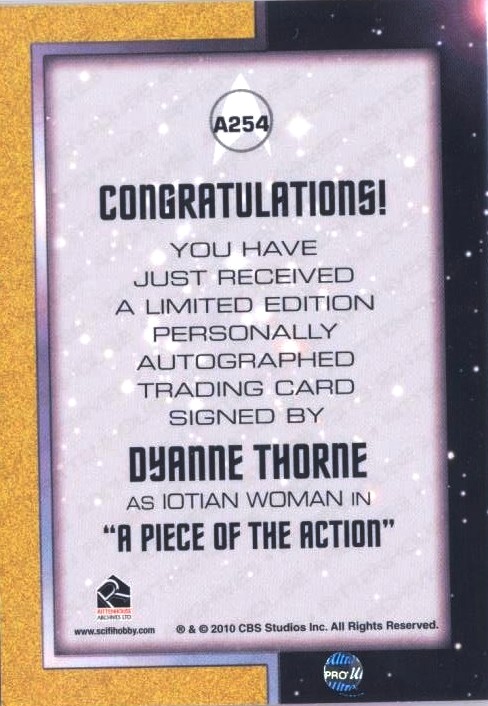 A254
CONGRATULATIONS!
YOU HAVE
JUST RECEIVED
A LIMITED EDITION
PERSONALLY
AUTOGRAPHED
TRADING CARD
SIGNED BY
DYANNE THORNE
AS IOTIAN WOMAN IN
“A PIECE OF THE ACTION”
RITTENHOUSE
ARCHIVES LTD
www.scifihobby.com ® & © 2010 CBS Studios Inc. All Rights Reserved.
PRO